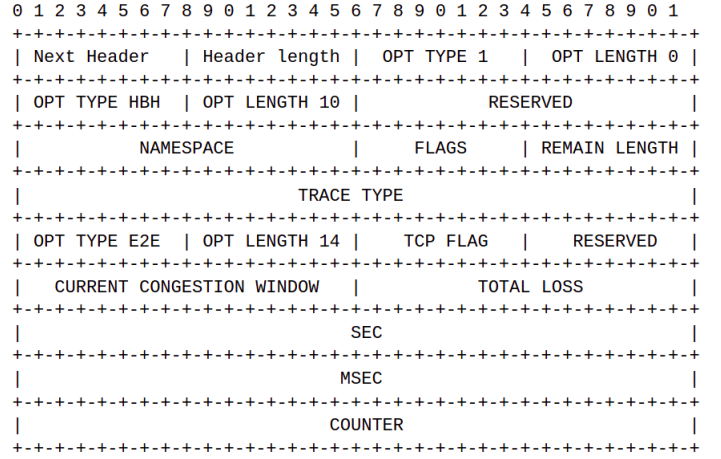 0 1 2 3 4 5 6 7 8 9 0 1 2 3 4 5 6 7 8 9 0 1 2 3 4 5 6 7 8 9 0 1
+-+-+-+-+-+-+-+-+-+-+-+-+-+-+-+-+-+-+-+-+-+-+-+-+-+-+-+-+-+-+-+-+
| Next Header   | Header length |  OPT TYPE 1   |  OPT LENGTH 0 |
+-+-+-+-+-+-+-+-+-+-+-+-+-+-+-+-+-+-+-+-+-+-+-+-+-+-+-+-+-+-+-+-+
| OPT TYPE HBH  | OPT LENGTH 10 |            RESERVED           |
+-+-+-+-+-+-+-+-+-+-+-+-+-+-+-+-+-+-+-+-+-+-+-+-+-+-+-+-+-+-+-+-+
|           NAMESPACE           |     FLAGS     | REMAIN LENGTH |
+-+-+-+-+-+-+-+-+-+-+-+-+-+-+-+-+-+-+-+-+-+-+-+-+-+-+-+-+-+-+-+-+
|                          TRACE TYPE                           |
+-+-+-+-+-+-+-+-+-+-+-+-+-+-+-+-+-+-+-+-+-+-+-+-+-+-+-+-+-+-+-+-+
| OPT TYPE E2E  | OPT LENGTH 14 |    TCP FLAG   |    RESERVED   |
+-+-+-+-+-+-+-+-+-+-+-+-+-+-+-+-+-+-+-+-+-+-+-+-+-+-+-+-+-+-+-+-+
|   CURRENT CONGESTION WINDOW   |           TOTAL LOSS          |
+-+-+-+-+-+-+-+-+-+-+-+-+-+-+-+-+-+-+-+-+-+-+-+-+-+-+-+-+-+-+-+-+
|                               SEC                             |
+-+-+-+-+-+-+-+-+-+-+-+-+-+-+-+-+-+-+-+-+-+-+-+-+-+-+-+-+-+-+-+-+
|                              MSEC                             |
+-+-+-+-+-+-+-+-+-+-+-+-+-+-+-+-+-+-+-+-+-+-+-+-+-+-+-+-+-+-+-+-+
|                             COUNTER                           |
+-+-+-+-+-+-+-+-+-+-+-+-+-+-+-+-+-+-+-+-+-+-+-+-+-+-+-+-+-+-+-+-+